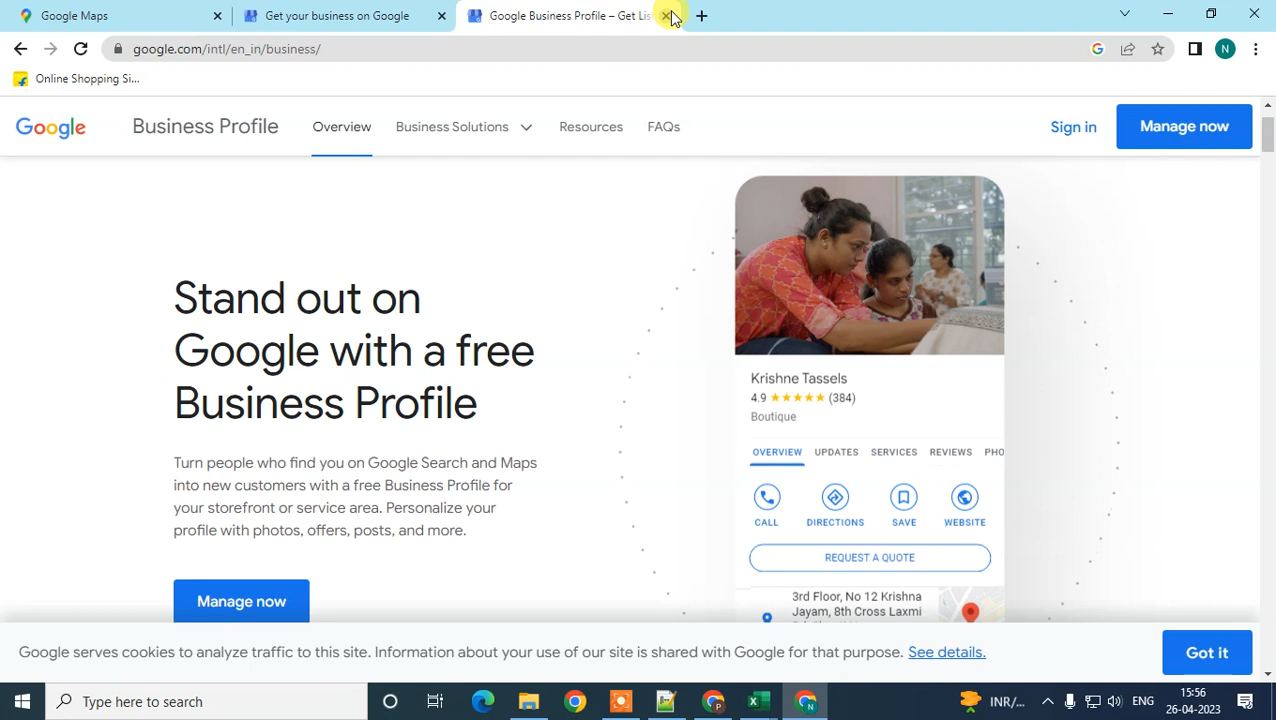 Google Maps
Get your business on Google
Google Business Profile – Get Lis
google.com/intl/en_in/business/
N
Online Shopping Si...
Google
Business Profile
Overview
Business Solutions
Resources
FAQs
Sign in
Manage now
Stand out on
Google with a free
Business Profile
Turn people who find you on Google Search and Maps
into new customers with a free Business Profile for
your storefront or service area. Personalize your
profile with photos, offers, posts, and more.
Manage now
Krishne Tassels
4.9 ★★★★★ (384)
Boutique
OVERVIEW
UPDATES
SERVICES
REVIEWS
PHO
CALL
DIRECTIONS
SAVE
WEBSITE
REQUEST A QUOTE
3rd Floor, No 12 Krishna
Jayam, 8th Cross Laxmi
Google serves cookies to analyze traffic to this site. Information about your use of our site is shared with Google for that purpose. See details.
Got it
Type here to search
INR/...
ENG
15:56
26-04-2023